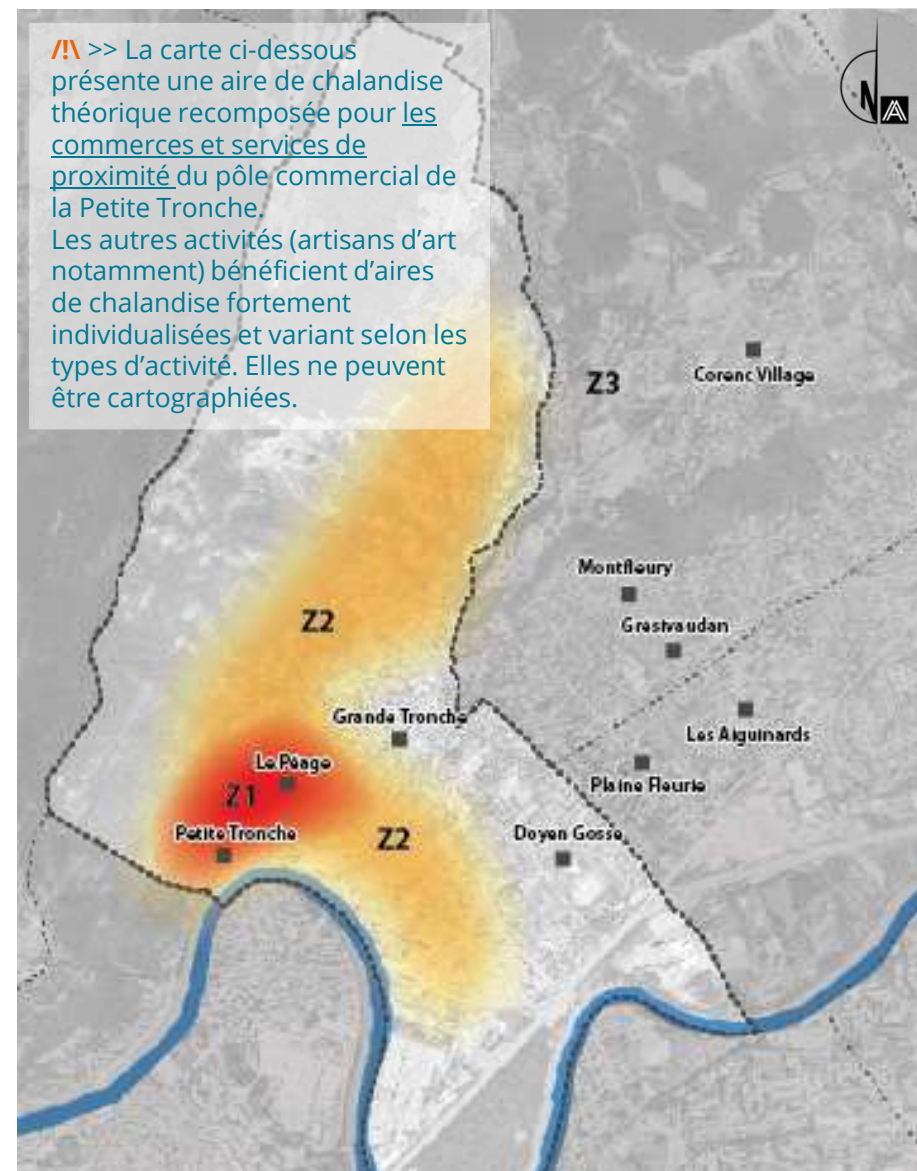 /!\ >> La carte ci-dessous
présente une aire de chalandise
théorique recomposée pour les
commerces et services de
proximité du pôle commercial de
la Petite Tronche.
Les autres activités (artisans d'art
notamment) bénéficient d'aires
de chalandise fortement
individualisées et variant selon les
types d'activité. Elles ne peuvent
être cartographiées.
N
Z3
Corenc Village
Montfleury
Z2
Gresivaudan
Grande Tronche
Les Aiguinards
Le Péage
Plaine Fleurie
Z1
Petite Tronche
Z2
Doyen Gosse